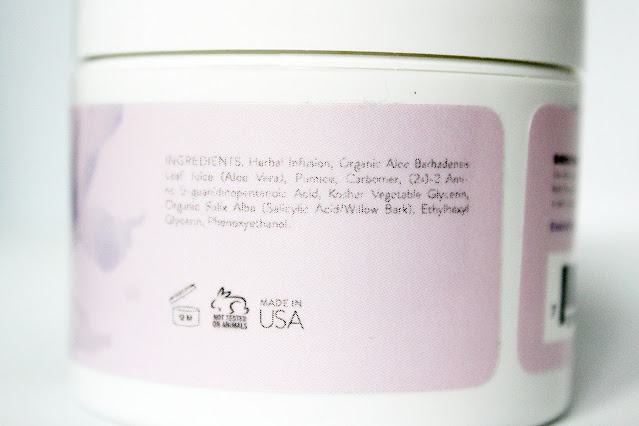 INGREDIENTS. Herbal Infusion, Organic Aloe Barbadensis
Leaf Juice (Aloe Vera), Pumice, Carbomer, (2s)-2-Ami-
no-5-guanidinopentanoic Acid, Kosher Vegetable Glycerin,
Organic Salix Alba (Salicylic Acid/Willow Bark), Ethylhexyl
Glycerin, Phenoxyethanol.
12 M
NOT TESTED
ON ANIMALS
MADE IN
USA
7